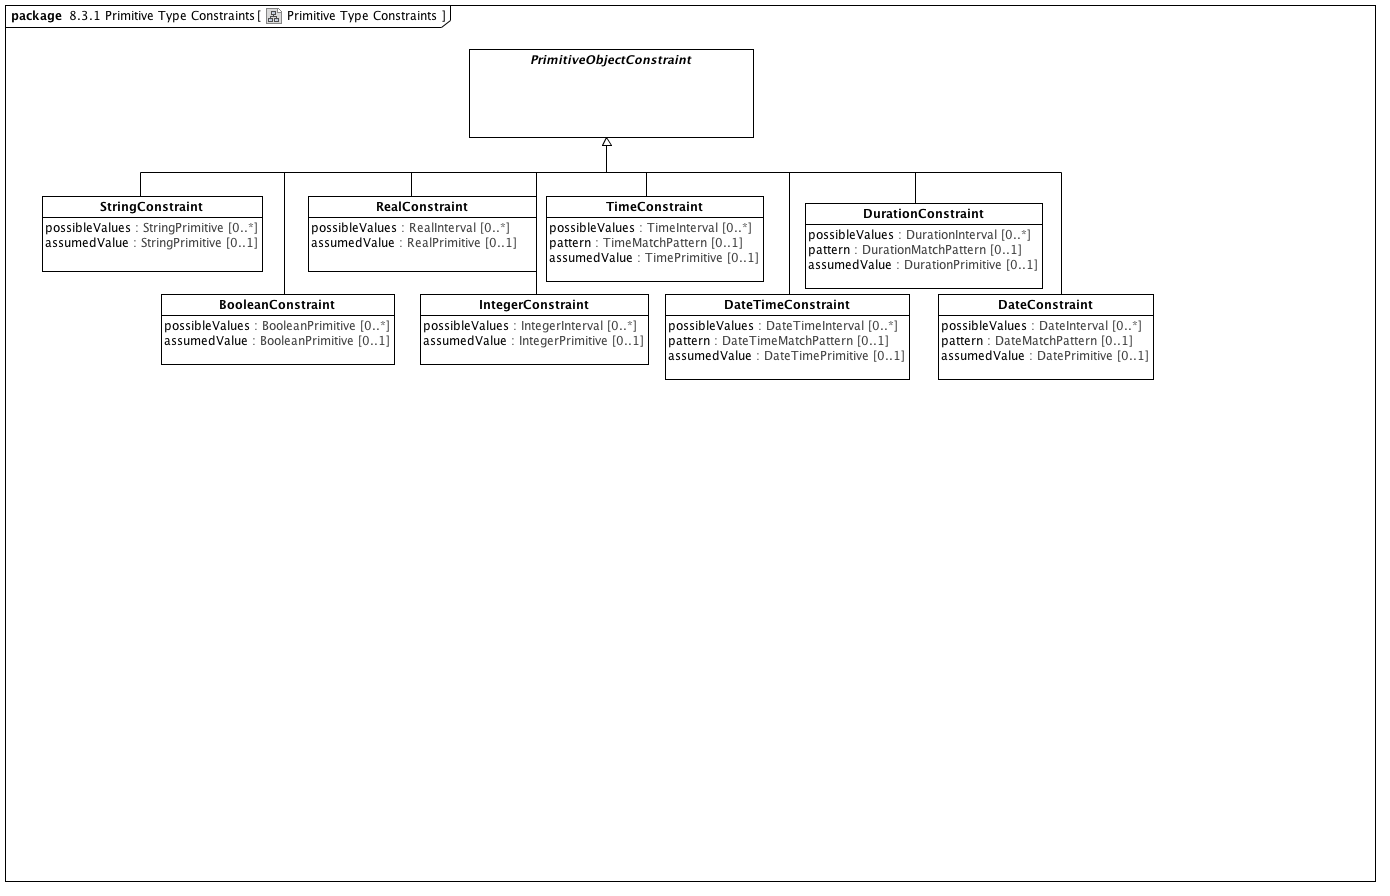 package 8.3.1 Primitive Type Constraints [ Primitive Type Constraints ]
PrimitiveObjectConstraint
StringConstraint
possibleValues : StringPrimitive [0..*]
assumedValue : StringPrimitive [0..1]
RealConstraint
possibleValues : RealInterval [0..*]
assumedValue : RealPrimitive [0..1]
TimeConstraint
possibleValues : TimeInterval [0..*]
pattern : TimeMatchPattern [0..1]
assumedValue : TimePrimitive [0..1]
DurationConstraint
possibleValues : DurationInterval [0..*]
pattern : DurationMatchPattern [0..1]
assumedValue : DurationPrimitive [0..1]
BooleanConstraint
possibleValues : BooleanPrimitive [0..*]
assumedValue : BooleanPrimitive [0..1]
IntegerConstraint
possibleValues : IntegerInterval [0..*]
assumedValue : IntegerPrimitive [0..1]
DateTimeConstraint
possibleValues : DateTimeInterval [0..*]
pattern : DateTimeMatchPattern [0..1]
assumedValue : DateTimePrimitive [0..1]
DateConstraint
possibleValues : DateInterval [0..*]
pattern : DateMatchPattern [0..1]
assumedValue : DatePrimitive [0..1]